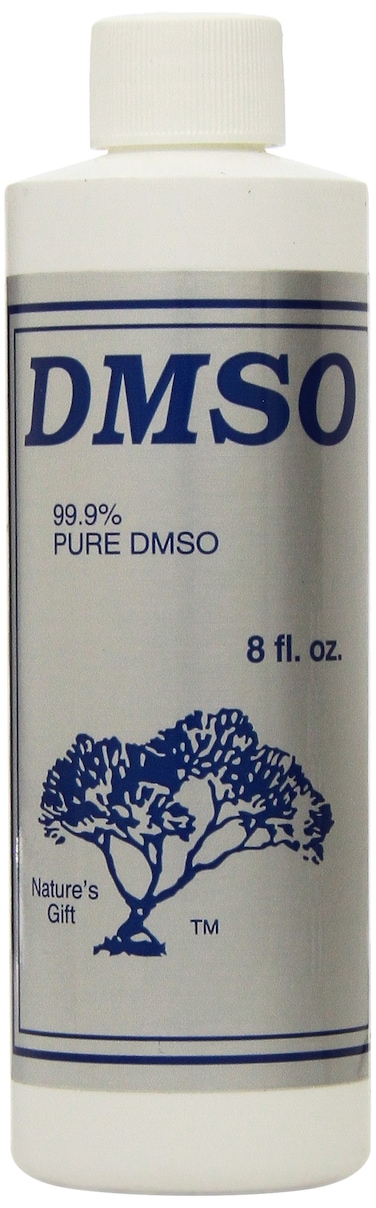 DMSO
99.9%
PURE DMSO
8 fl. oz.
Nature's
Gift
TM